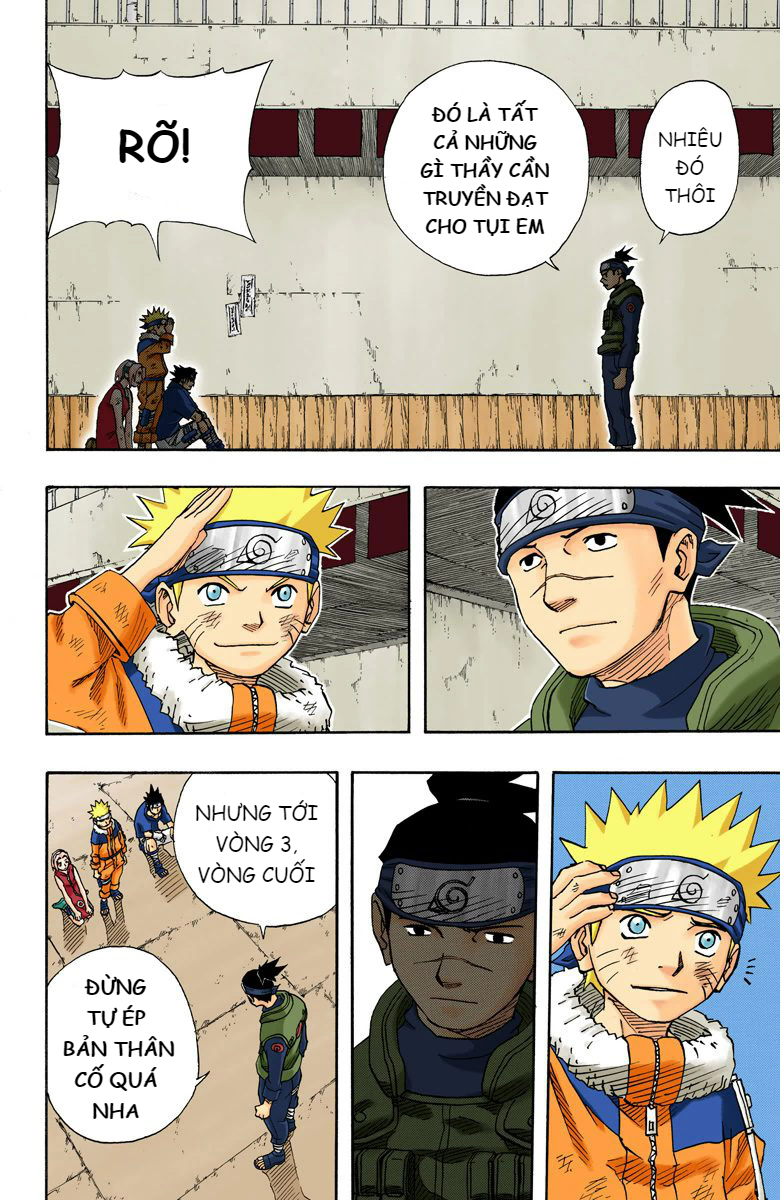 NHIÊU
ĐÓ
THÔI
ĐÓ LÀ TẤT
CẢ NHỮNG
GÌ THẦY CẦN
TRUYỀN ĐẠT
CHO TỤI EM
RÕ!
NHƯNG TỚI
VÒNG 3,
VÒNG CUỐI
ĐỪNG
TỰ ÉP
BẢN THÂN
CỐ QUÁ
NHA